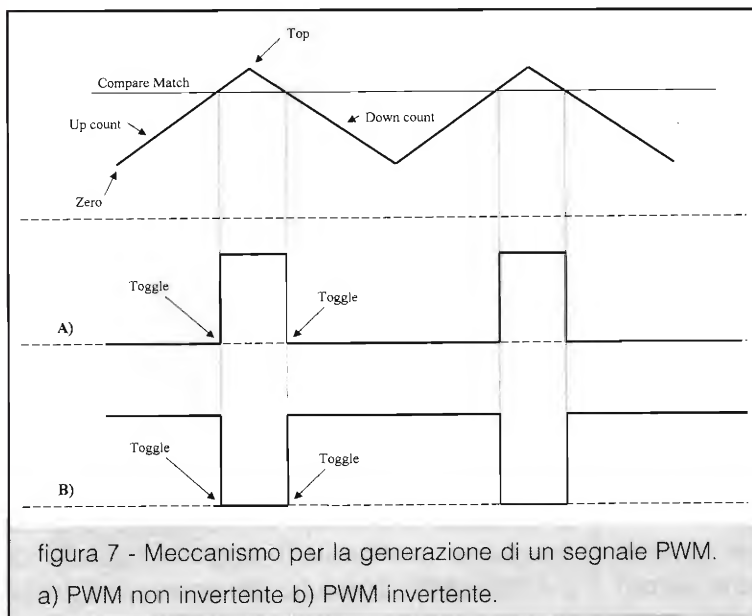 Top
Compare Match
Up count
Down count
Zero
Toggle
Toggle
A)
Toggle
Toggle
B)
figura 7 - Meccanismo per la generazione di un segnale PWM.
a) PWM non invertente b) PWM invertente.